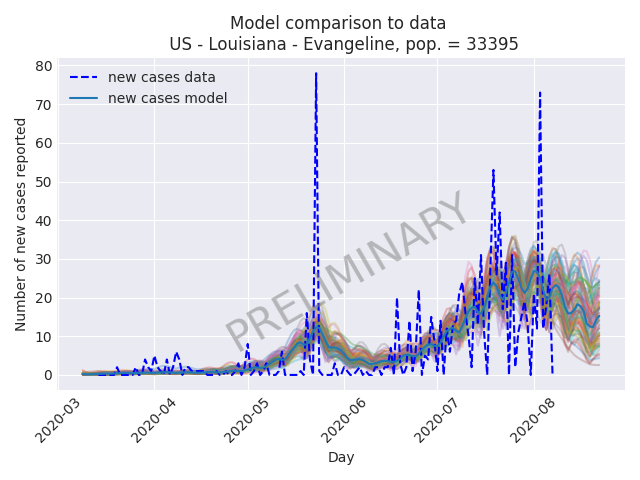 Model comparison to data
US - Louisiana - Evangeline, pop. = 33395
Number of new cases reported
80
70
60
50
40
30
20
10
0
new cases data
new cases model
PRELIMINARY
2020-03
2020-04
2020-05
2020-06
2020-07
2020-08
Day